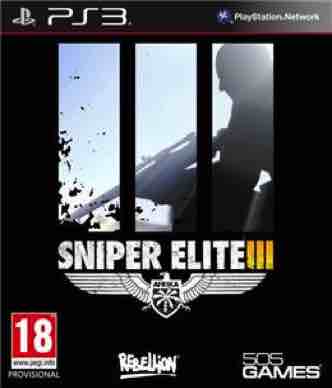 PS3
PlayStation®Network
SNIPER ELITE III
AFRIKA
18
www.pegi.info
PROVISIONAL
REBELLION
505
GAMES